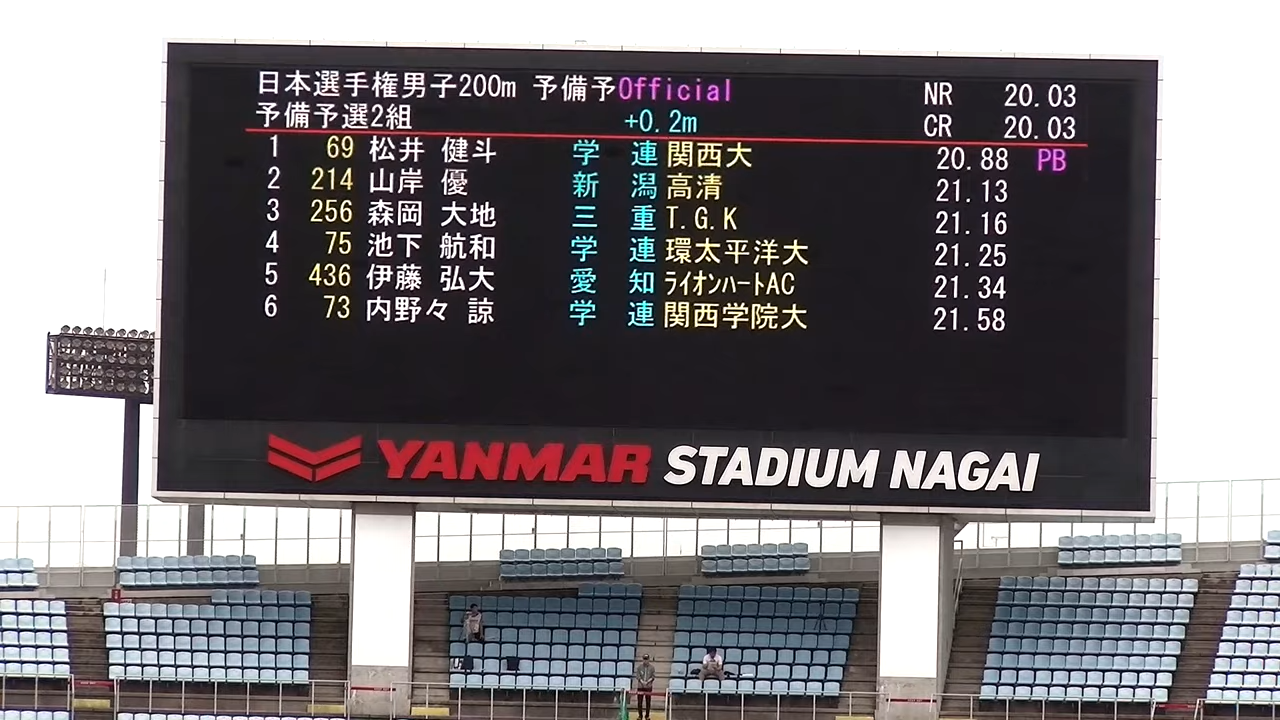 日本選手権男子200m 予備予Official NR 20.03
予備予選2組 +0.2m CR 20.03
1 69 松井 健斗 学 連 関西大 20.88 PB
2 214 山岸 優 新 潟 高清 21.13
3 256 森岡 大地 三 重 T.G.K 21.16
4 75 池下 航和 学 連 環太平洋大 21.25
5 436 伊藤 弘大 愛 知 ﾗｲｵﾝﾊｰﾄAC 21.34
6 73 内野々 諒 学 連 関西学院大 21.58
YANMAR STADIUM NAGAI